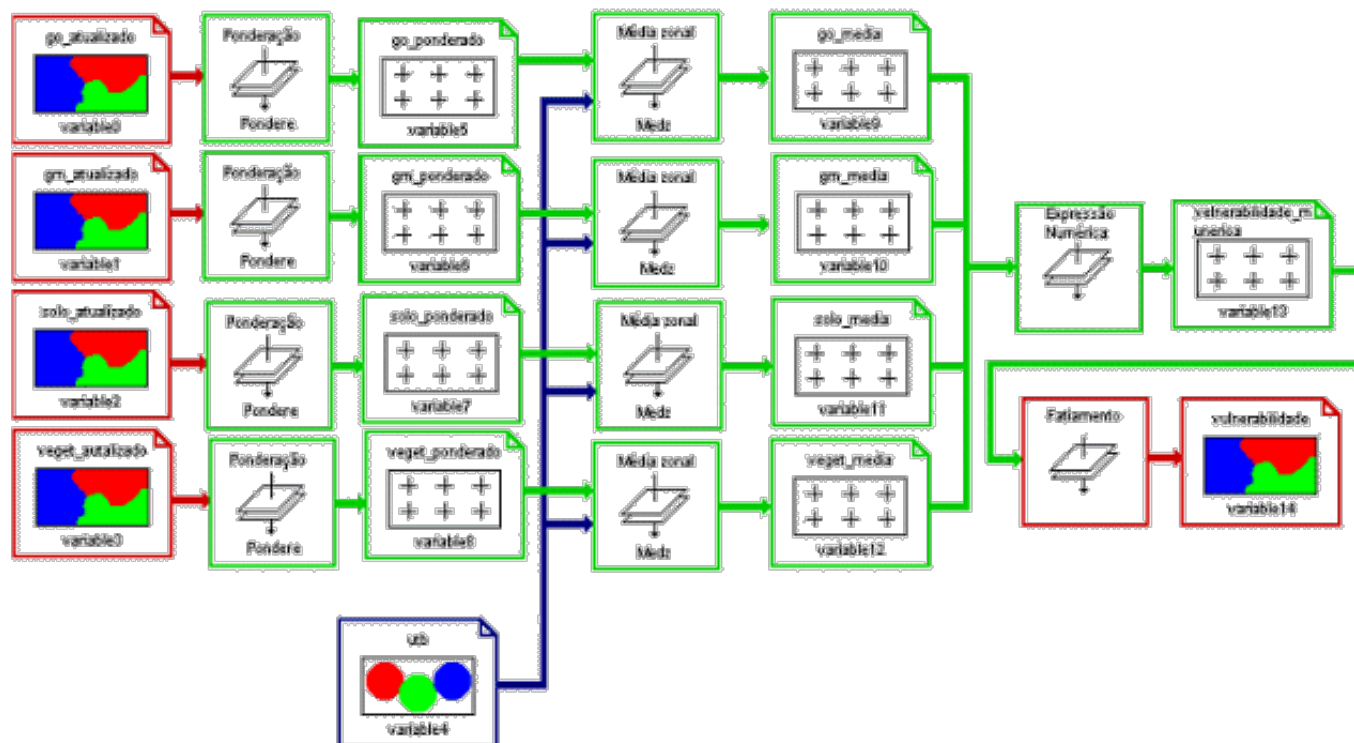 go_atualizado
variable0
Ponderação
Pondere
go_ponderado
variable5
Média zonal
Medz
go_media
variable9
gm_atualizado
variable1
Ponderação
Pondere
gm_ponderado
variable6
Média zonal
Medz
gm_media
variable10
Expressão
Numérica
vulnerabilidade_m
unerica
variable13
solo_atualizado
variable2
Ponderação
Pondere
solo_ponderado
variable7
Média zonal
Medz
solo_media
variable11
Fatiamento
vulnerabilidade
variable14
veget_autalizado
variable3
Ponderação
Pondere
veget_ponderado
variable8
Média zonal
Medz
veget_media
variable12
utb
variable4